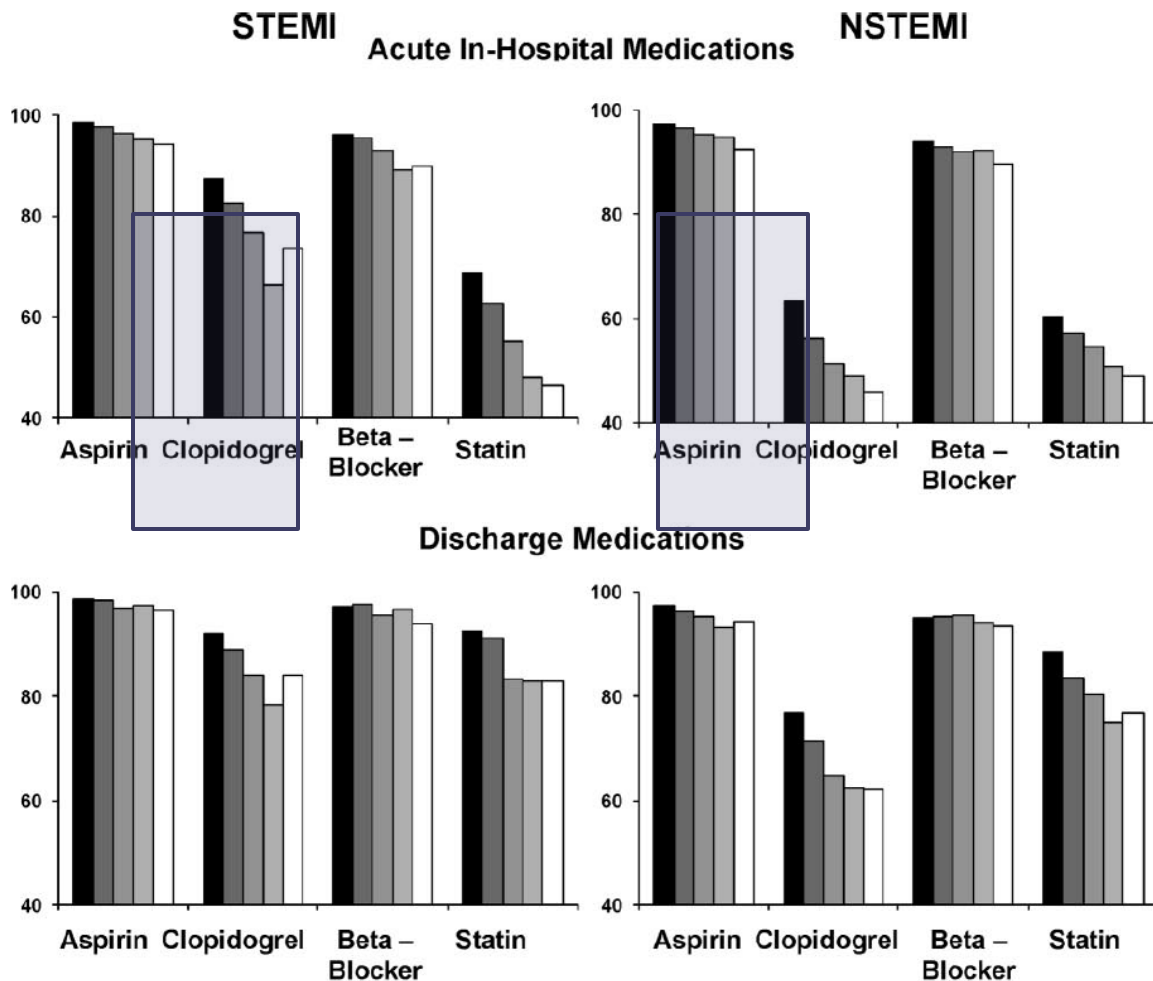 STEMI NSTEMI
Acute In-Hospital Medications
100 100
80 80
60 60
40 40
Aspirin Clopidogrel Beta – Blocker Statin
Aspirin Clopidogrel Beta – Blocker Statin
Discharge Medications
100 100
80 80
60 60
40 40
Aspirin Clopidogrel Beta – Blocker Statin
Aspirin Clopidogrel Beta – Blocker Statin